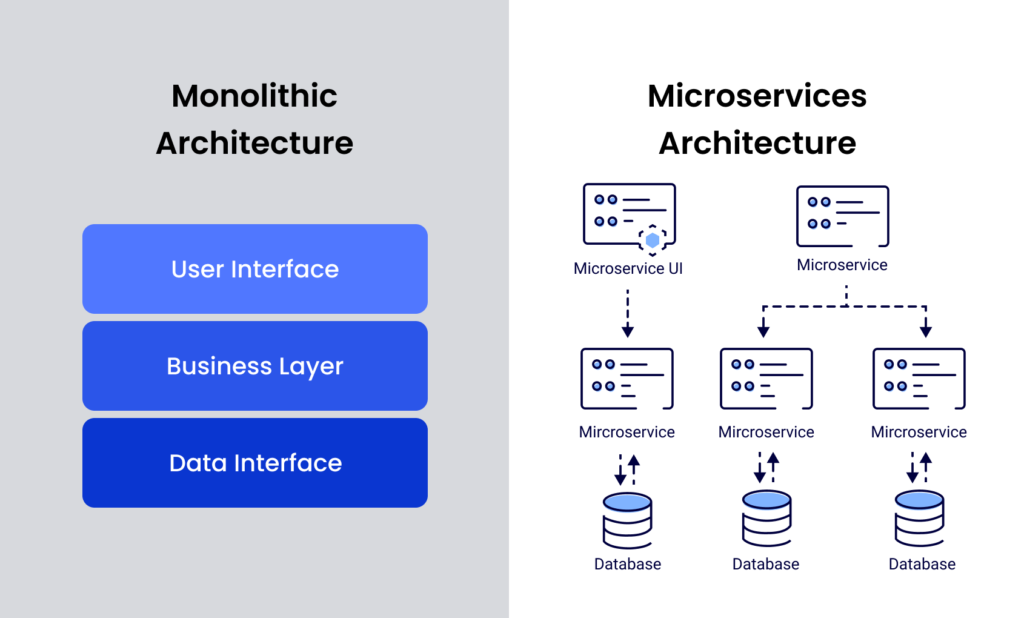 Monolithic
Architecture
User Interface
Business Layer
Data Interface
Microservices
Architecture
Microservice UI
Microservice
Mircroservice
Mircroservice
Mircroservice
Database
Database
Database